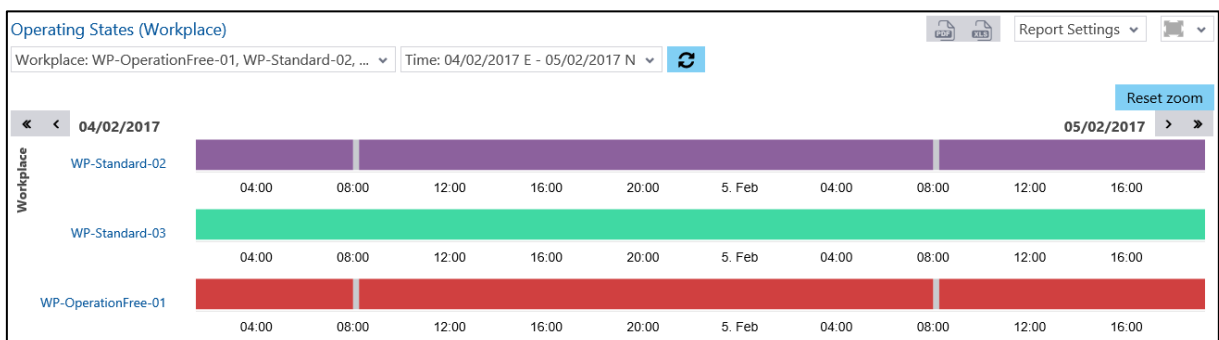 Operating States (Workplace)
PDF XLS Report Settings
Workplace: WP-OperationFree-01, WP-Standard-02, ... Time: 04/02/2017 E - 05/02/2017 N
Reset zoom
04/02/2017 05/02/2017
Workplace
WP-Standard-02
04:00 08:00 12:00 16:00 20:00 5. Feb 04:00 08:00 12:00 16:00
WP-Standard-03
04:00 08:00 12:00 16:00 20:00 5. Feb 04:00 08:00 12:00 16:00
WP-OperationFree-01
04:00 08:00 12:00 16:00 20:00 5. Feb 04:00 08:00 12:00 16:00